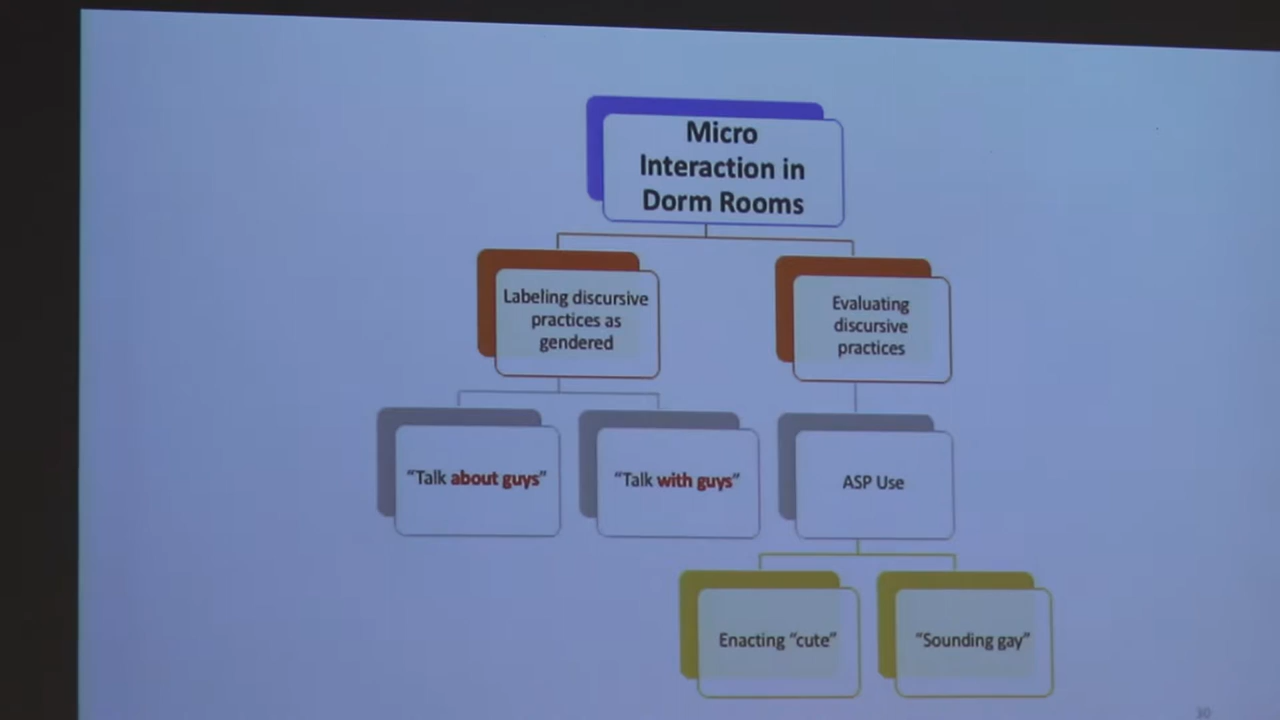 Micro
Interaction in
Dorm Rooms
Labeling discursive
practices as
gendered
Evaluating
discursive
practices
"Talk about guys"
"Talk with guys"
ASP Use
Enacting "cute"
"Sounding gay"